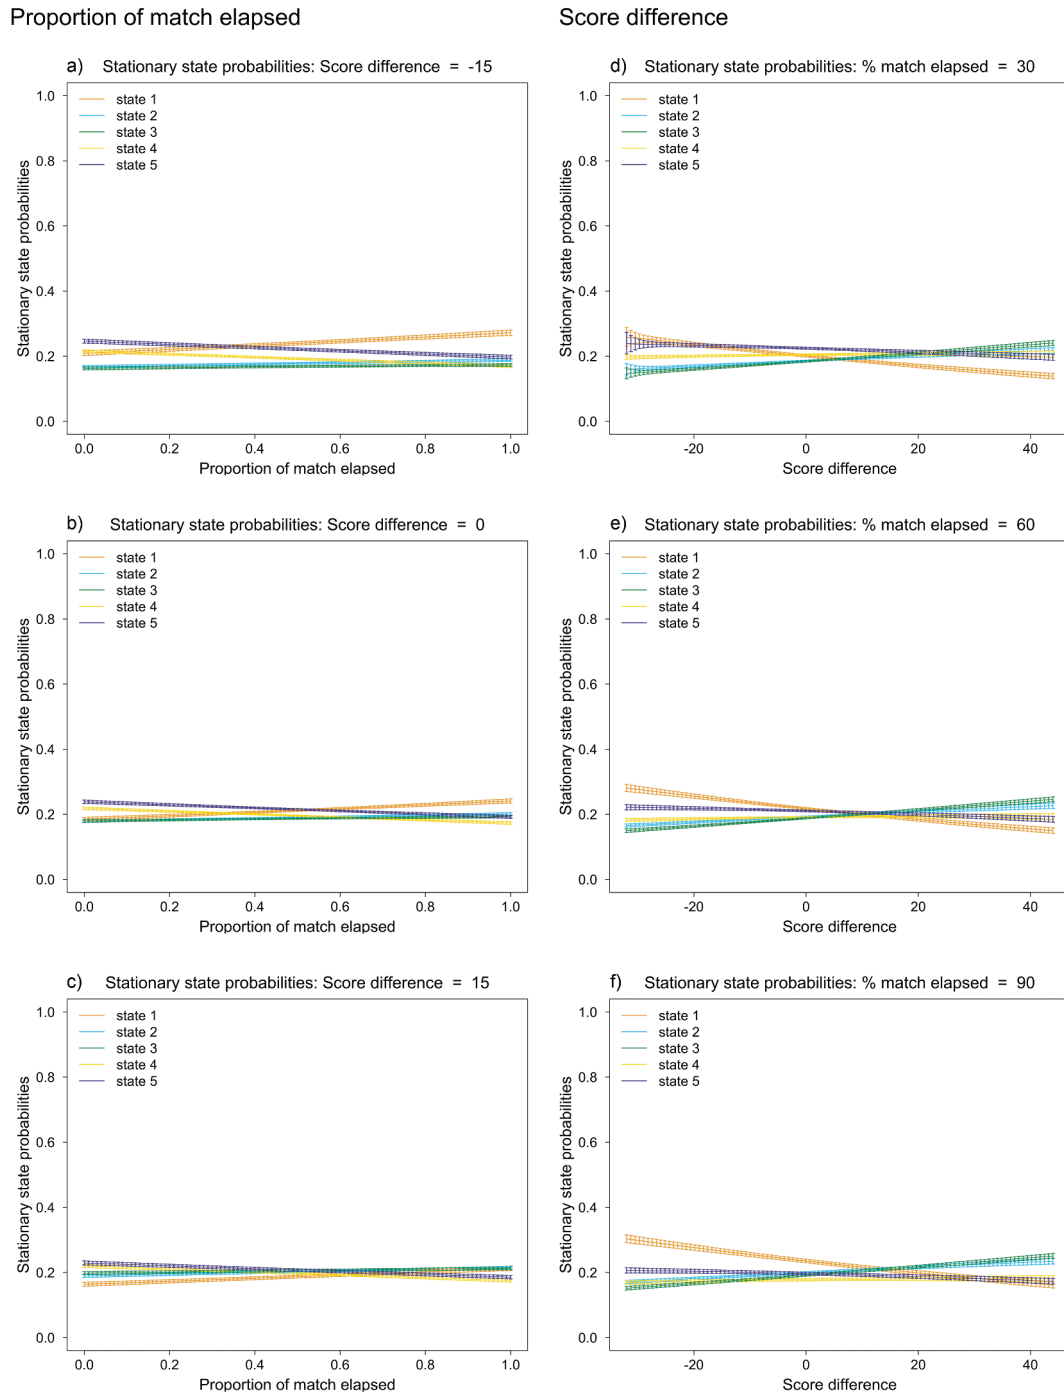 Proportion of match elapsed
Score difference
a) Stationary state probabilities: Score difference = -15
Stationary state probabilities
1.0
0.8
0.6
0.4
0.2
0.0
state 1
state 2
state 3
state 4
state 5
0.0 0.2 0.4 0.6 0.8 1.0
Proportion of match elapsed
d) Stationary state probabilities: % match elapsed = 30
Stationary state probabilities
1.0
0.8
0.6
0.4
0.2
0.0
state 1
state 2
state 3
state 4
state 5
-20 0 20 40
Score difference
b) Stationary state probabilities: Score difference = 0
Stationary state probabilities
1.0
0.8
0.6
0.4
0.2
0.0
state 1
state 2
state 3
state 4
state 5
0.0 0.2 0.4 0.6 0.8 1.0
Proportion of match elapsed
e) Stationary state probabilities: % match elapsed = 60
Stationary state probabilities
1.0
0.8
0.6
0.4
0.2
0.0
state 1
state 2
state 3
state 4
state 5
-20 0 20 40
Score difference
c) Stationary state probabilities: Score difference = 15
Stationary state probabilities
1.0
0.8
0.6
0.4
0.2
0.0
state 1
state 2
state 3
state 4
state 5
0.0 0.2 0.4 0.6 0.8 1.0
Proportion of match elapsed
f) Stationary state probabilities: % match elapsed = 90
Stationary state probabilities
1.0
0.8
0.6
0.4
0.2
0.0
state 1
state 2
state 3
state 4
state 5
-20 0 20 40
Score difference